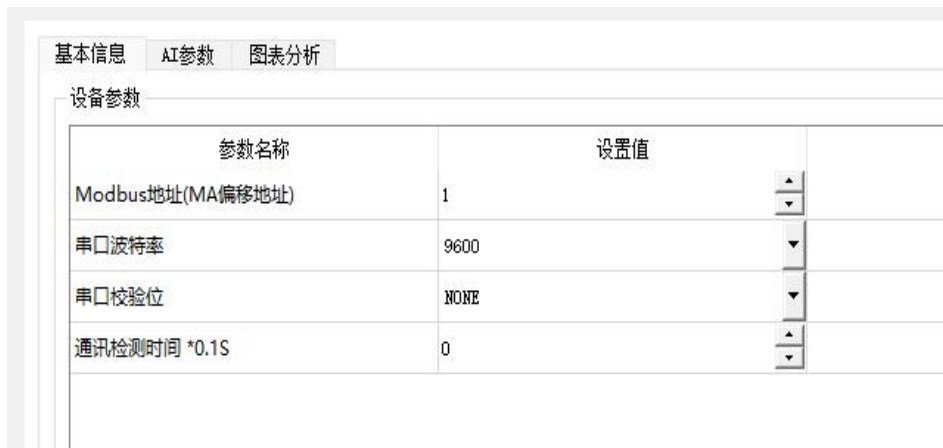 基本信息 AI参数 图表分析
设备参数
参数名称 设置值
Modbus地址(MA偏移地址) 1
串口波特率 9600
串口校验位 NONE
通讯检测时间 *0.1S 0